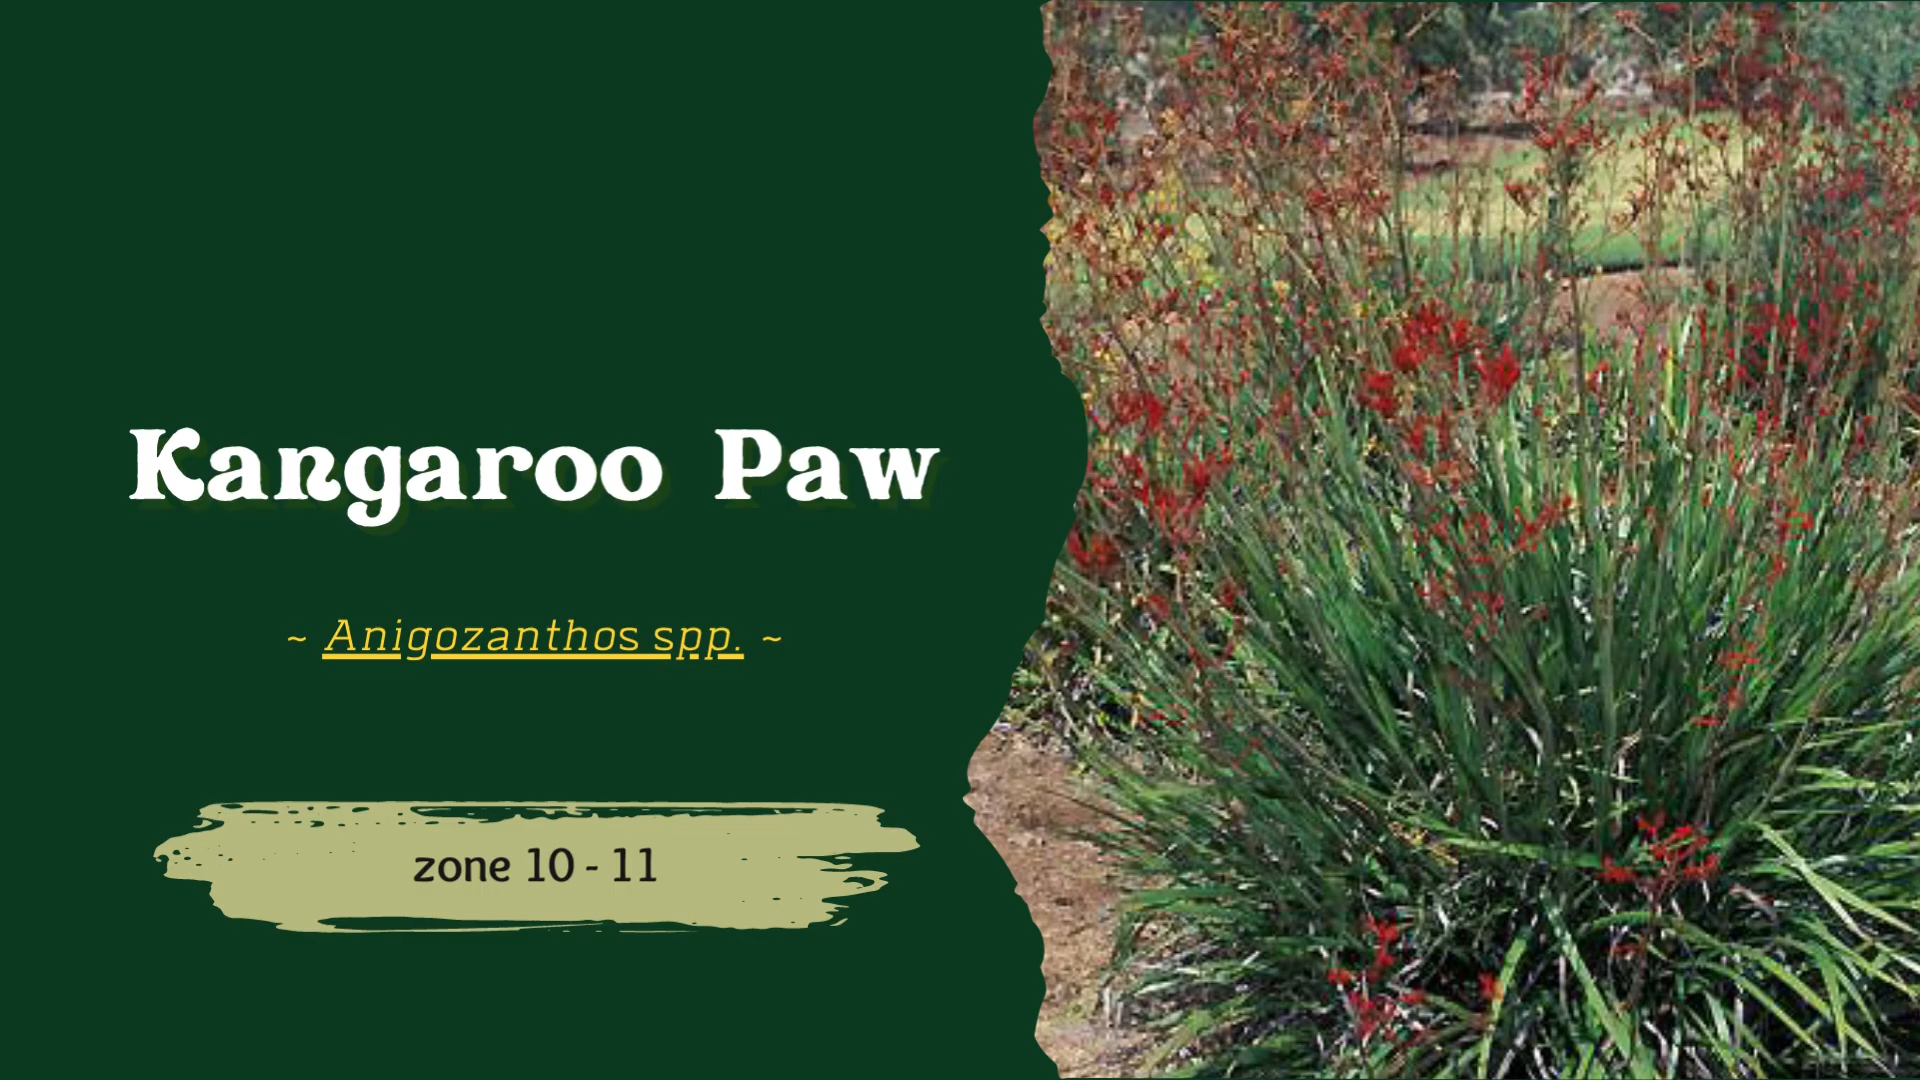 Kangaroo Paw
~ Anigozanthos spp. ~
zone 10 - 11